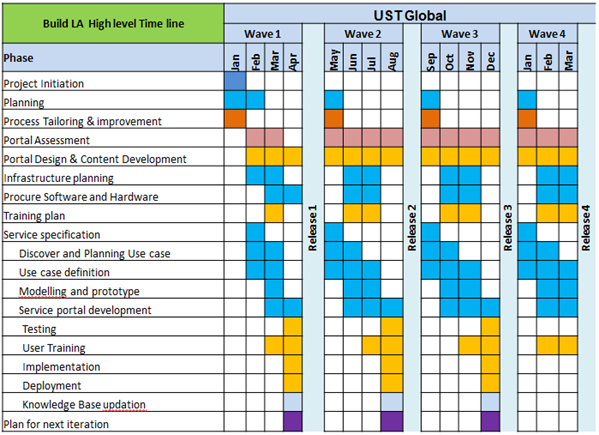 Build LA  High level Time line
UST Global
Wave 1
Wave 2
Wave 3
Wave 4
Phase
Jan
Feb
Mar
Apr
May
Jun
Jul
Aug
Sep
Oct
Nov
Dec
Jan
Feb
Mar
Project Initiation
Planning
Process Tailoring & improvement
Portal Assessment
Portal Design & Content Development
Infrastructure planning
Procure Software and Hardware
Training plan
Service specification
Discover and Planning Use case
Use case definition
Modelling and prototype
Service portal development
Testing
User Training
Implementation
Deployment
Knowledge Base updation
Plan for next iteration
Release 1
Release 2
Release 3
Release 4